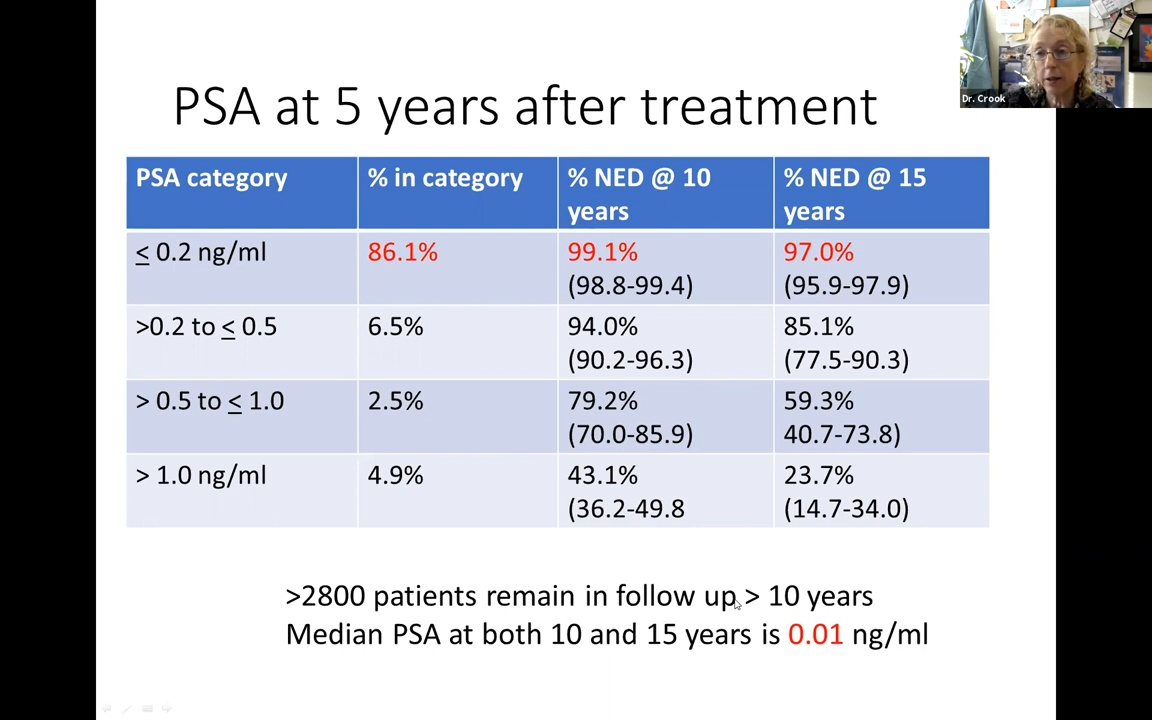 Dr. Crook
PSA at 5 years after treatment
PSA category
% in category
% NED @ 10
years
% NED @ 15
years
≤ 0.2 ng/ml
86.1%
99.1%
(98.8-99.4)
97.0%
(95.9-97.9)
>0.2 to ≤ 0.5
6.5%
94.0%
(90.2-96.3)
85.1%
(77.5-90.3)
> 0.5 to ≤ 1.0
2.5%
79.2%
(70.0-85.9)
59.3%
40.7-73.8)
> 1.0 ng/ml
4.9%
43.1%
(36.2-49.8
23.7%
(14.7-34.0)
>2800 patients remain in follow up > 10 years
Median PSA at both 10 and 15 years is 0.01 ng/ml